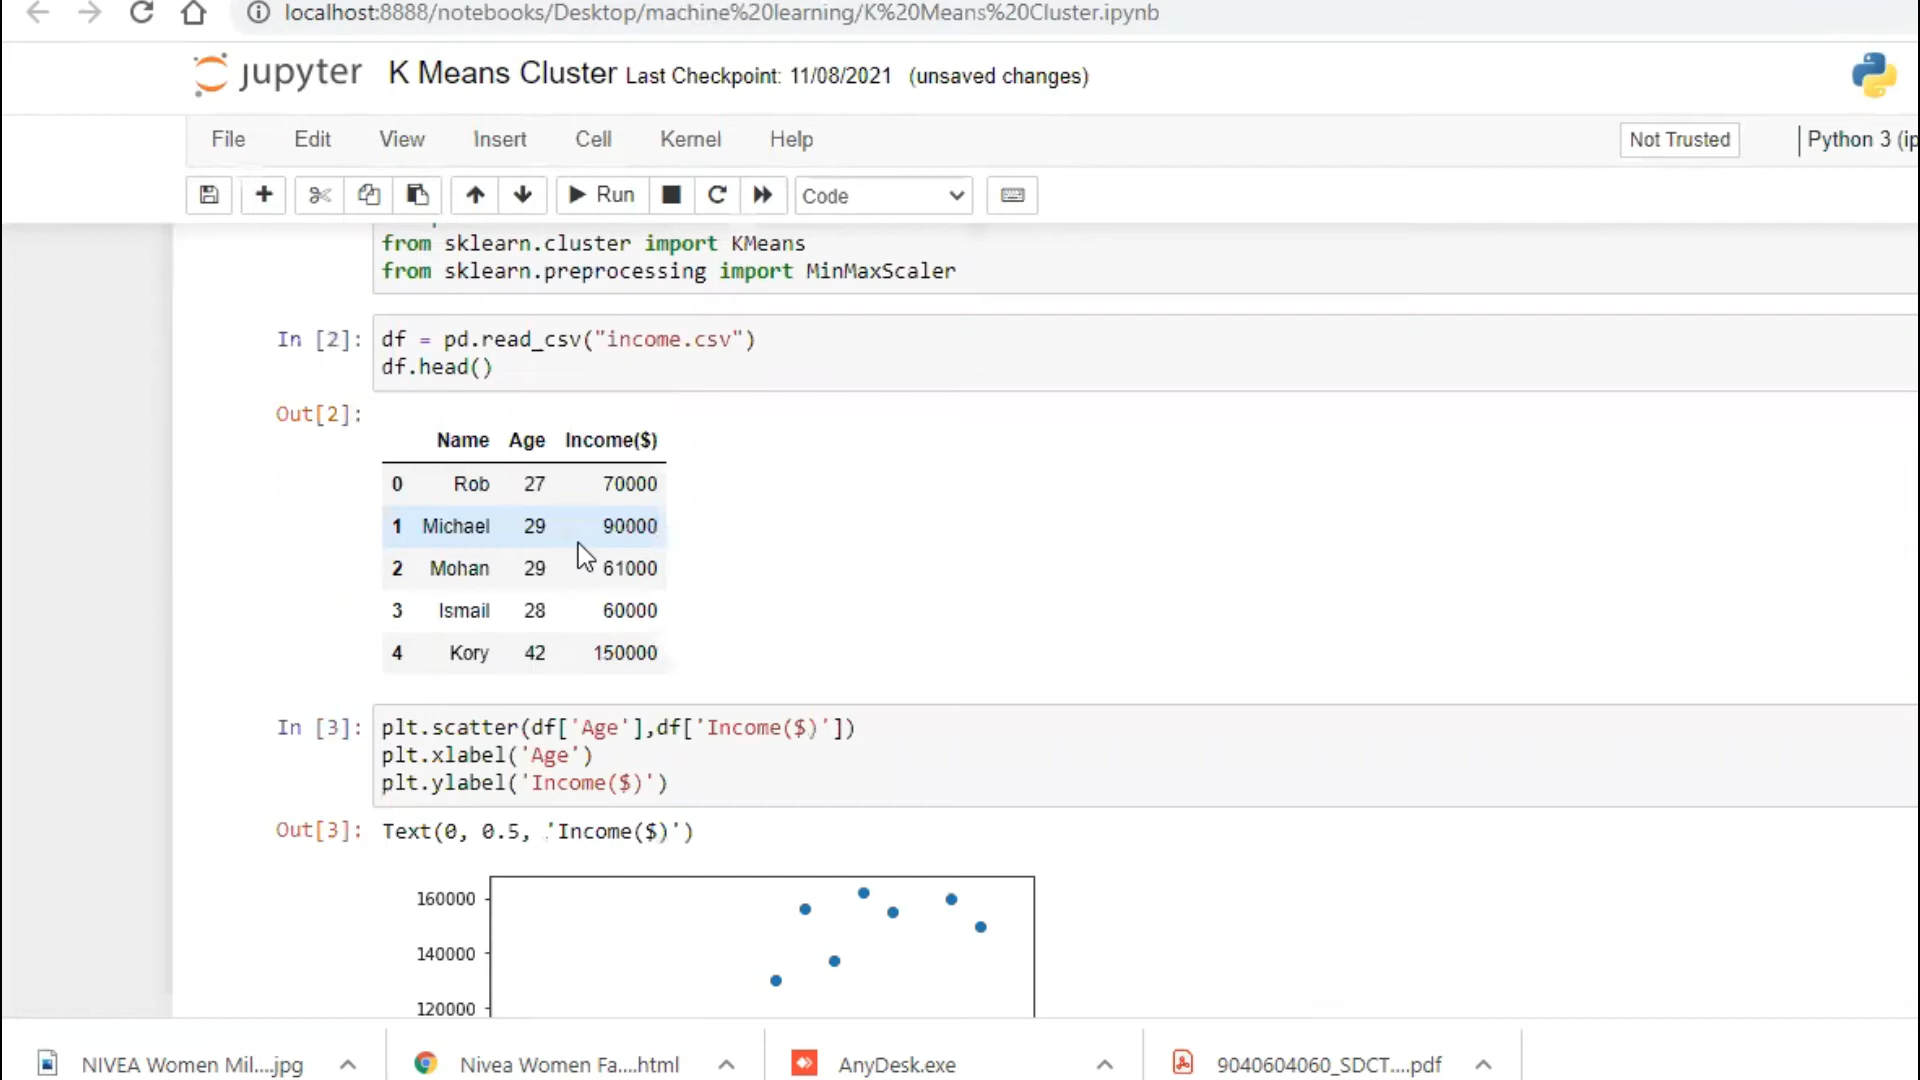 localhost:8888/notebooks/Desktop/machine%20learning/K%20Means%20Cluster.ipynb
jupyter K Means Cluster Last Checkpoint: 11/08/2021 (unsaved changes)
File Edit View Insert Cell Kernel Help Not Trusted Python 3 (ip
Run Code
from sklearn.cluster import KMeans
from sklearn.preprocessing import MinMaxScaler
In [2]: df = pd.read_csv("income.csv")
df.head()
Out[2]:
Name Age Income($)
0 Rob 27 70000
1 Michael 29 90000
2 Mohan 29 61000
3 Ismail 28 60000
4 Kory 42 150000
In [3]: plt.scatter(df['Age'],df['Income($)'])
plt.xlabel('Age')
plt.ylabel('Income($)')
Out[3]: Text(0, 0.5, 'Income($)')
160000
140000
120000
NIVEA Women Mil....jpg Nivea Women Fa....html AnyDesk.exe 9040604060_SDCT....pdf